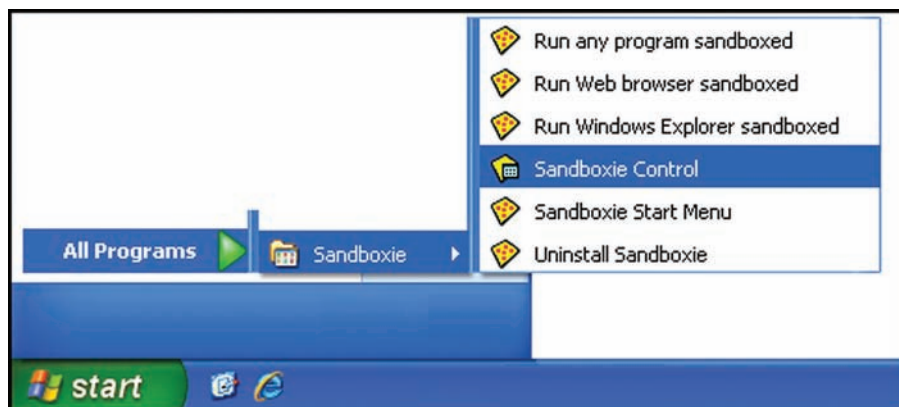 Run any program sandboxed
Run Web browser sandboxed
Run Windows Explorer sandboxed
Sandboxie Control
Sandboxie Start Menu
Uninstall Sandboxie
All Programs
Sandboxie
start